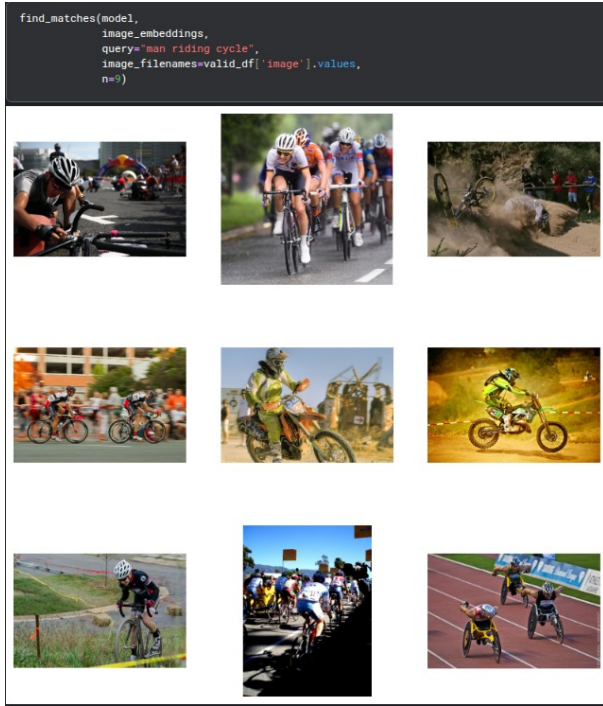 find_matches(model,
image_embeddings,
query="man riding cycle",
image_filenames=valid_df['image'].values,
n=9)